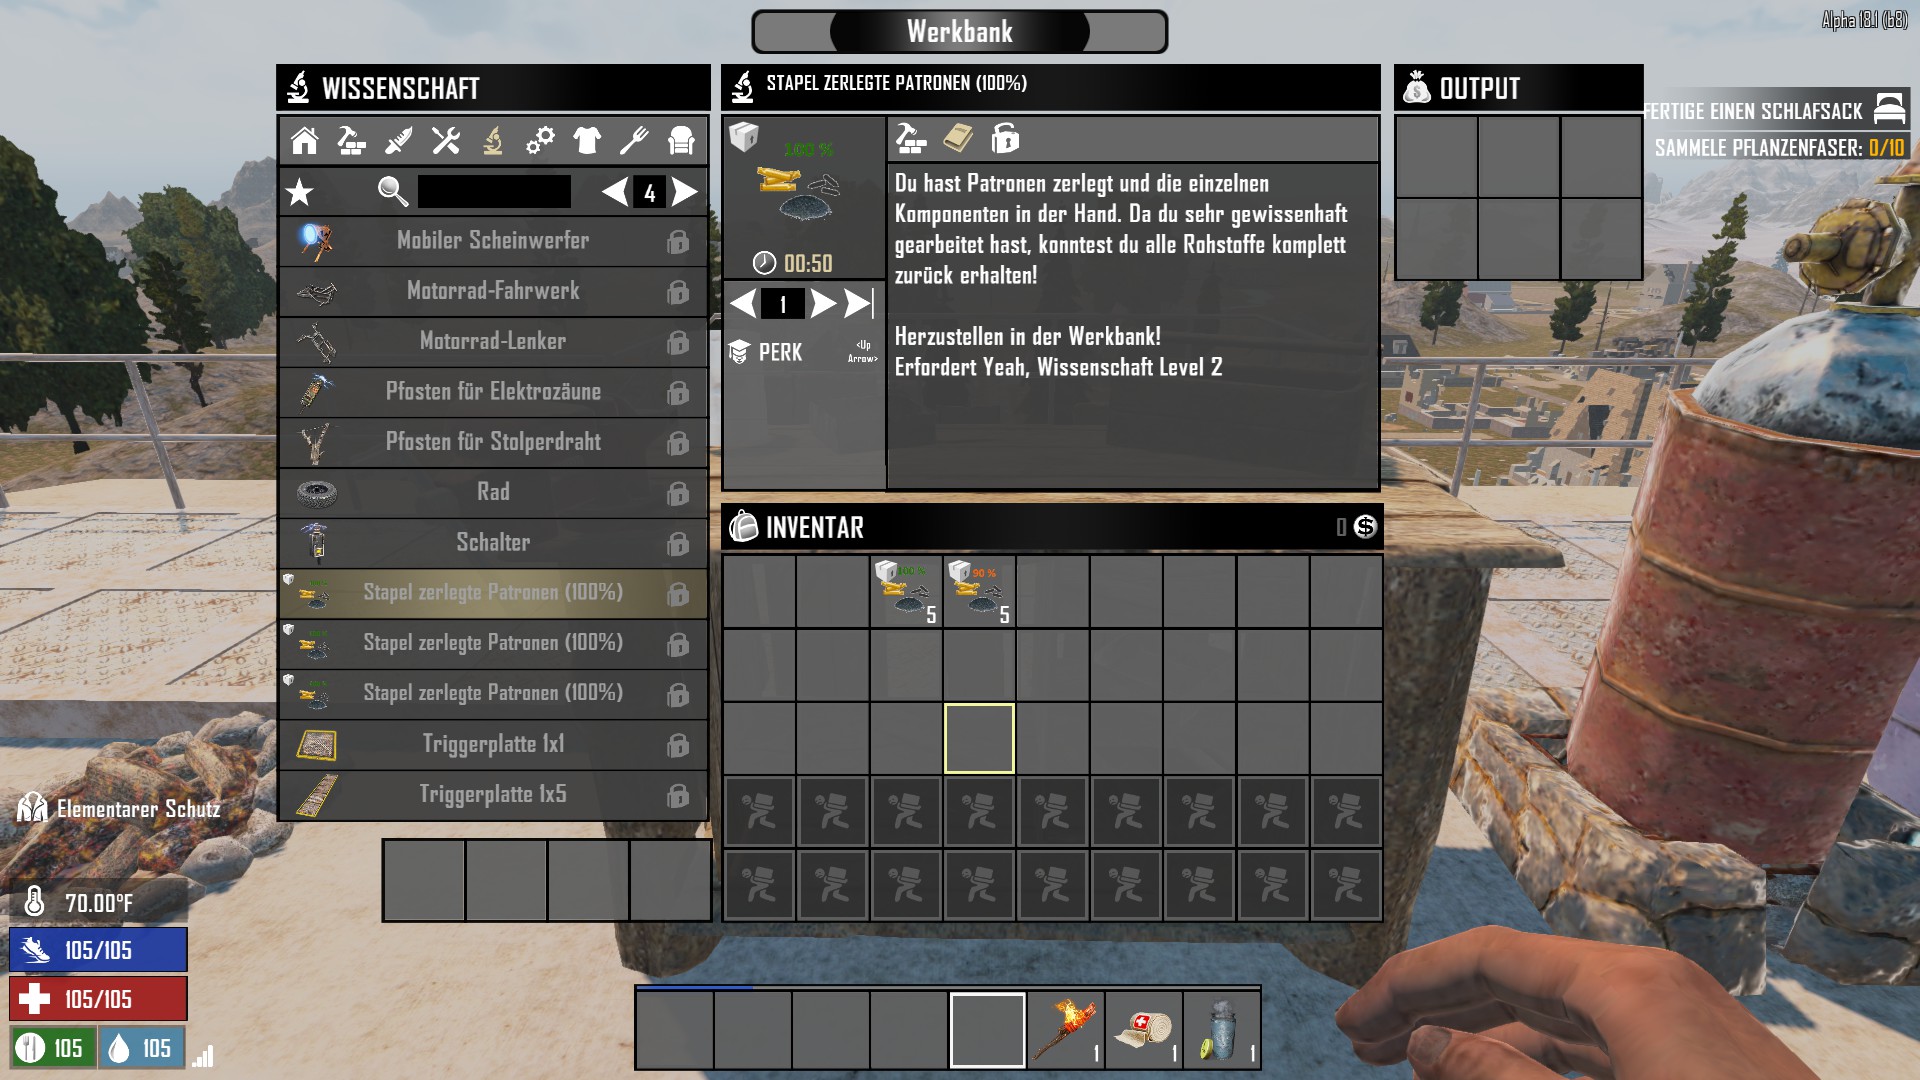 Werkbank
Alpha 18.1 (b8)
WISSENSCHAFT
4
Mobiler Scheinwerfer
Motorrad-Fahrwerk
Motorrad-Lenker
Pfosten für Elektrozäune
Pfosten für Stolperdraht
Rad
Schalter
Stapel zerlegte Patronen (100%)
Stapel zerlegte Patronen (100%)
Stapel zerlegte Patronen (100%)
Triggerplatte 1x1
Triggerplatte 1x5
STAPEL ZERLEGTE PATRONEN (100%)
100 %
00:50
1
PERK
<Up
Arrow>
Du hast Patronen zerlegt und die einzelnen
Komponenten in der Hand. Da du sehr gewissenhaft
gearbeitet hast, konntest du alle Rohstoffe komplett
zurück erhalten!
Herzustellen in der Werkbank!
Erfordert Yeah, Wissenschaft Level 2
OUTPUT
FERTIGE EINEN SCHLAFSACK
SAMMELE PFLANZENFASER: 0/10
INVENTAR
0
100 %
5
90 %
5
Elementarer Schutz
70.00°F
105/105
105/105
105
105
1
1
1